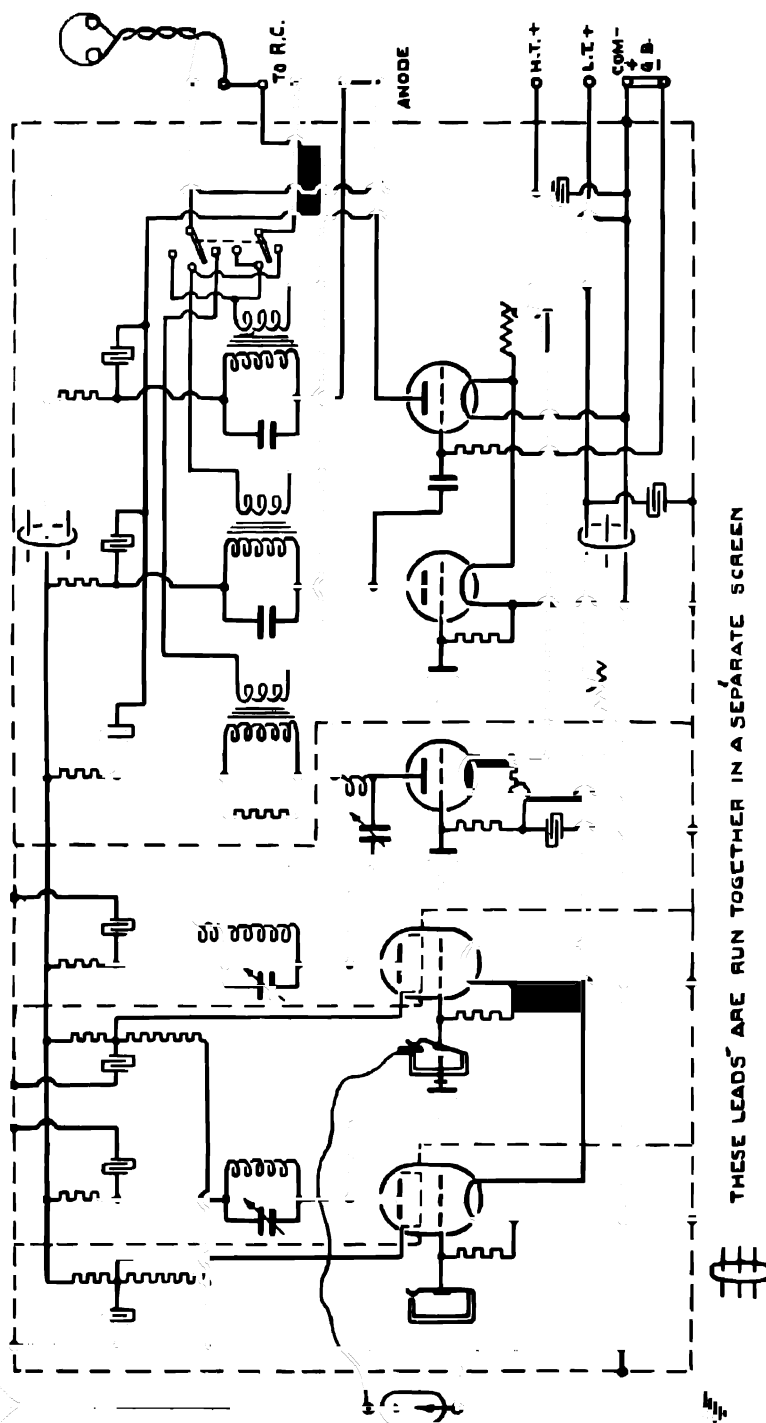 TO R.C.
ANODE
H.T.+
L.T.+
COM-
+
G.B.
-
THESE LEADS ARE RUN TOGETHER IN A SEPARATE SCREEN